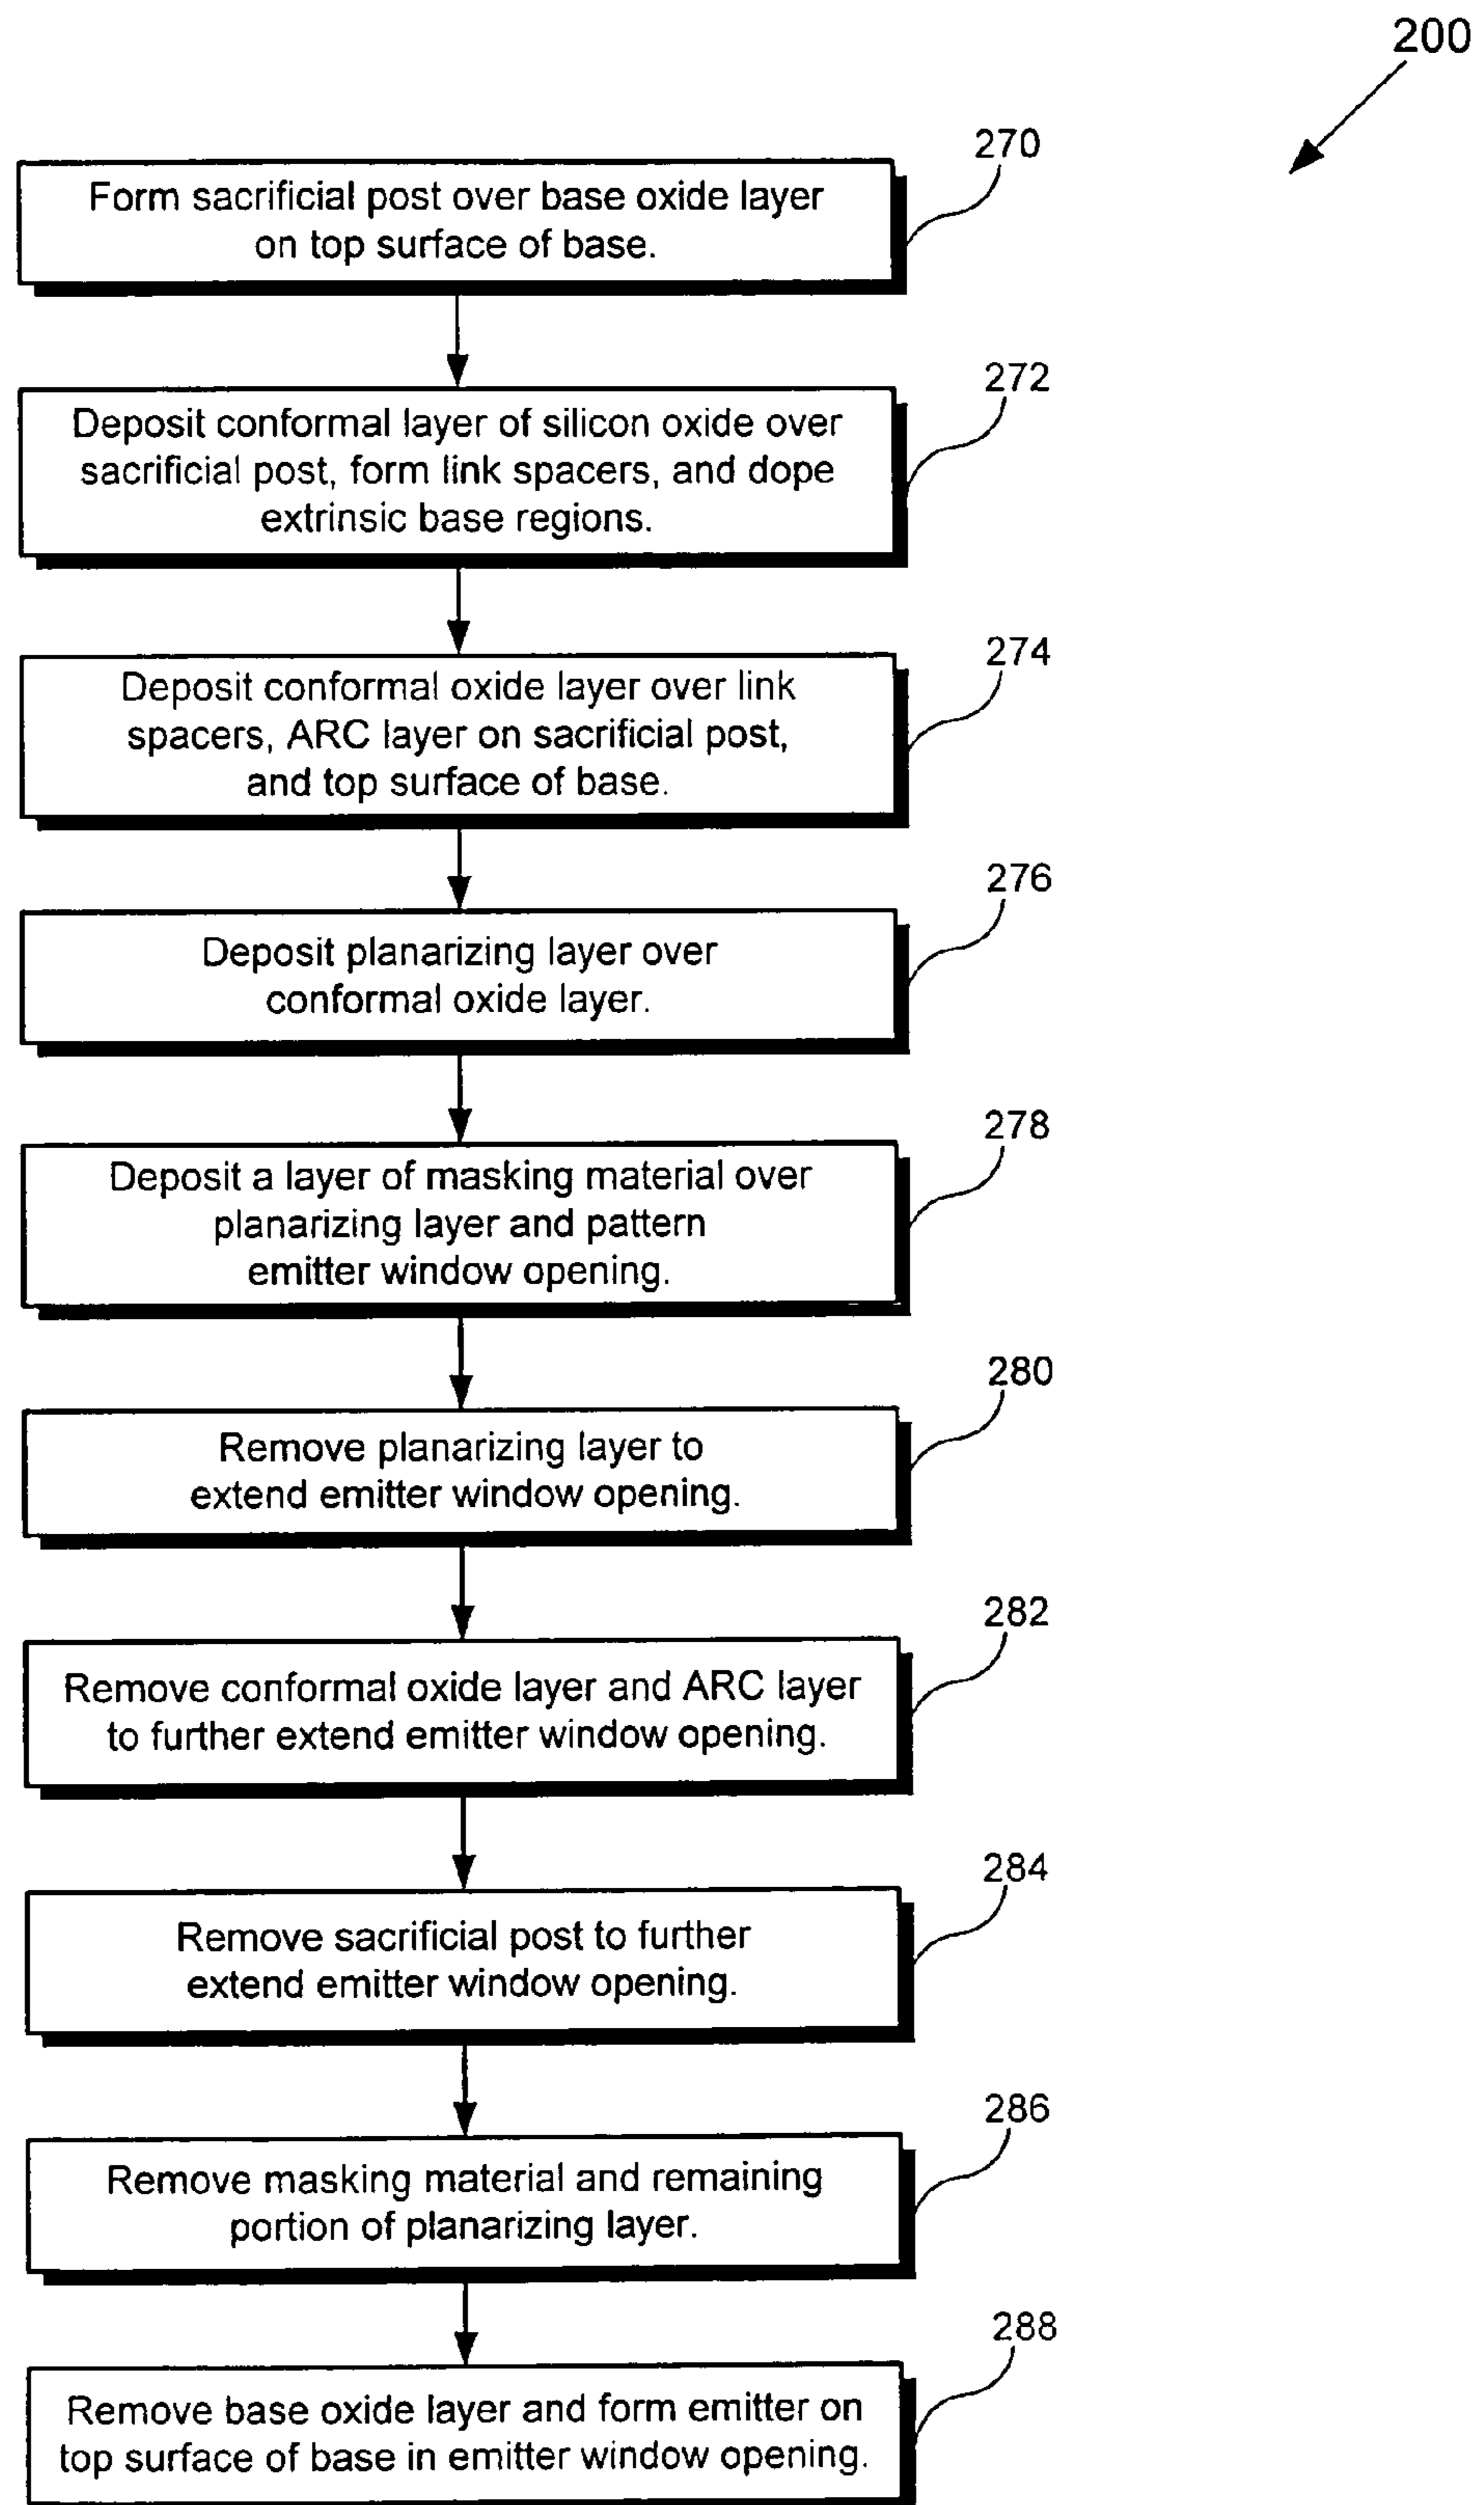 200
270
Form sacrificial post over base oxide layer
on top surface of base.
272
Deposit conformal layer of silicon oxide over
sacrificial post, form link spacers, and dope
extrinsic base regions.
274
Deposit conformal oxide layer over link
spacers, ARC layer on sacrificial post,
and top surface of base.
276
Deposit planarizing layer over
conformal oxide layer.
278
Deposit a layer of masking material over
planarizing layer and pattern
emitter window opening.
280
Remove planarizing layer to
extend emitter window opening.
282
Remove conformal oxide layer and ARC layer
to further extend emitter window opening.
284
Remove sacrificial post to further
extend emitter window opening.
286
Remove masking material and remaining
portion of planarizing layer.
288
Remove base oxide layer and form emitter on
top surface of base in emitter window opening.